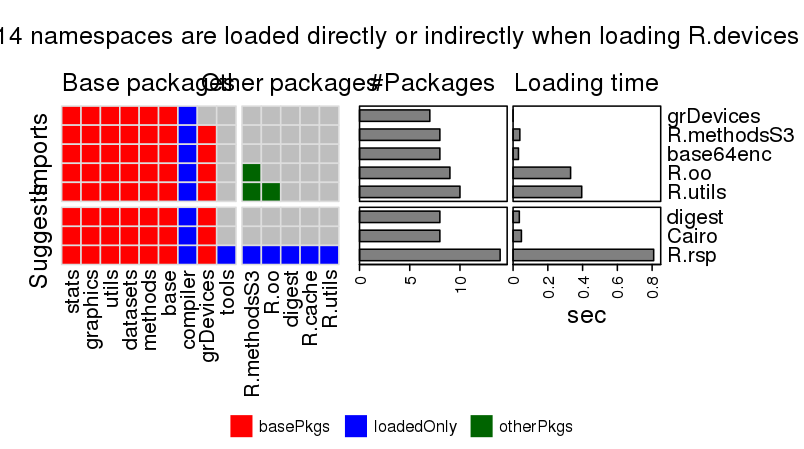 14 namespaces are loaded directly or indirectly when loading R.devices
Base packages
Other packages
#Packages
Loading time
Imports
Suggests
grDevices
R.methodsS3
base64enc
R.oo
R.utils
digest
Cairo
R.rsp
stats
graphics
utils
datasets
methods
base
compiler
grDevices
tools
R.methodsS3
R.oo
digest
R.cache
R.utils
0
5
10
0
0.2
0.4
0.6
0.8
sec
basePkgs
loadedOnly
otherPkgs